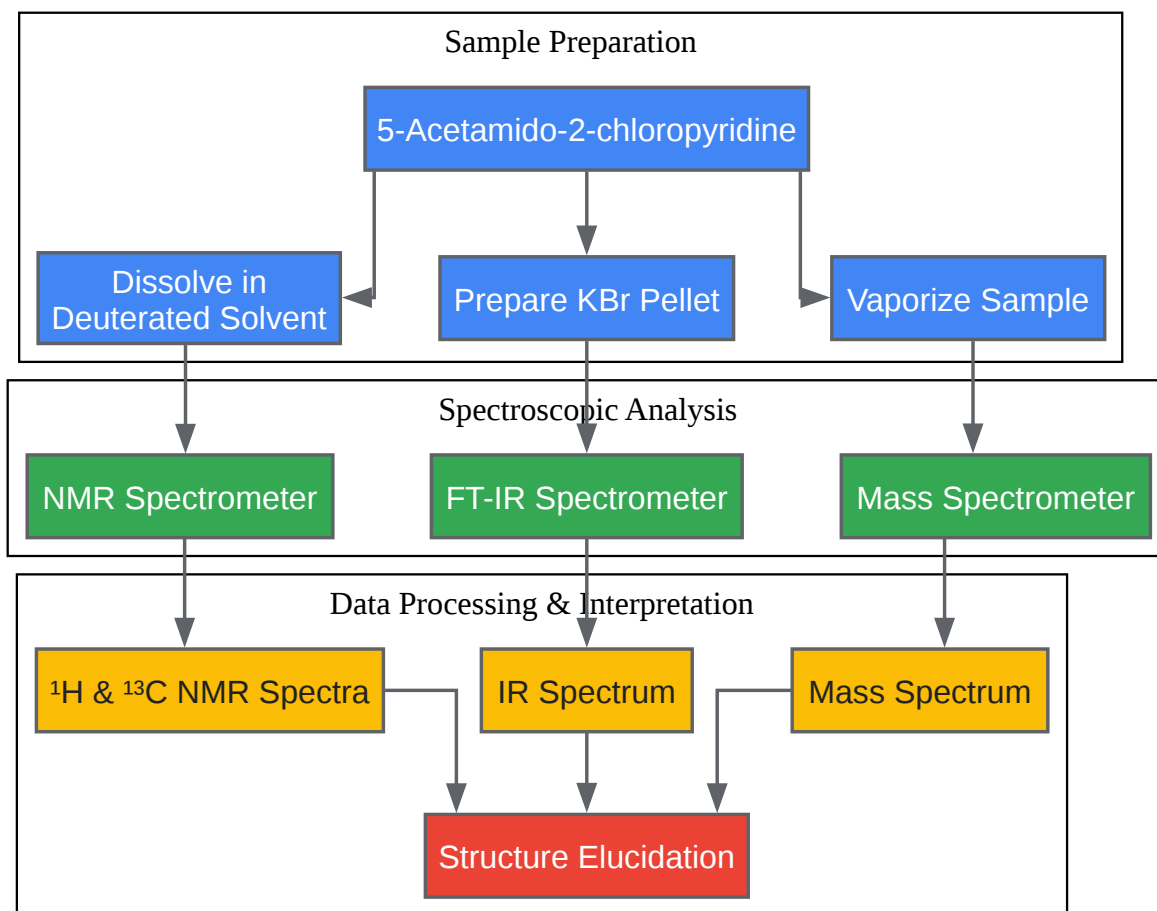 Sample Preparation
5-Acetamido-2-chloropyridine
Dissolve in
Deuterated Solvent
Prepare KBr Pellet
Vaporize Sample
Spectroscopic Analysis
NMR Spectrometer
FT-IR Spectrometer
Mass Spectrometer
Data Processing & Interpretation
¹H & ¹³C NMR Spectra
IR Spectrum
Mass Spectrum
Structure Elucidation